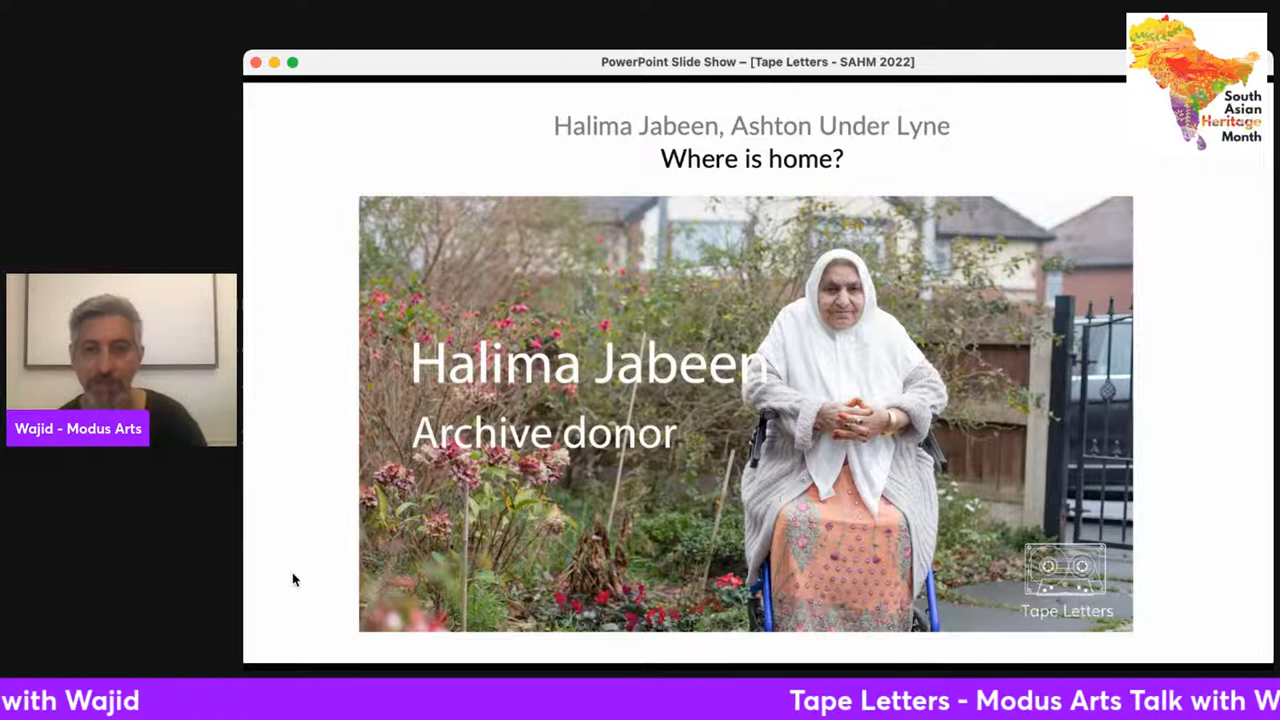 PowerPoint Slide Show – [Tape Letters - SAHM 2022]
South
Asian
Heritage
Month
Halima Jabeen, Ashton Under Lyne
Where is home?
Halima Jabeen
Archive donor
Tape Letters
Wajid - Modus Arts
with Wajid
Tape Letters - Modus Arts Talk with W